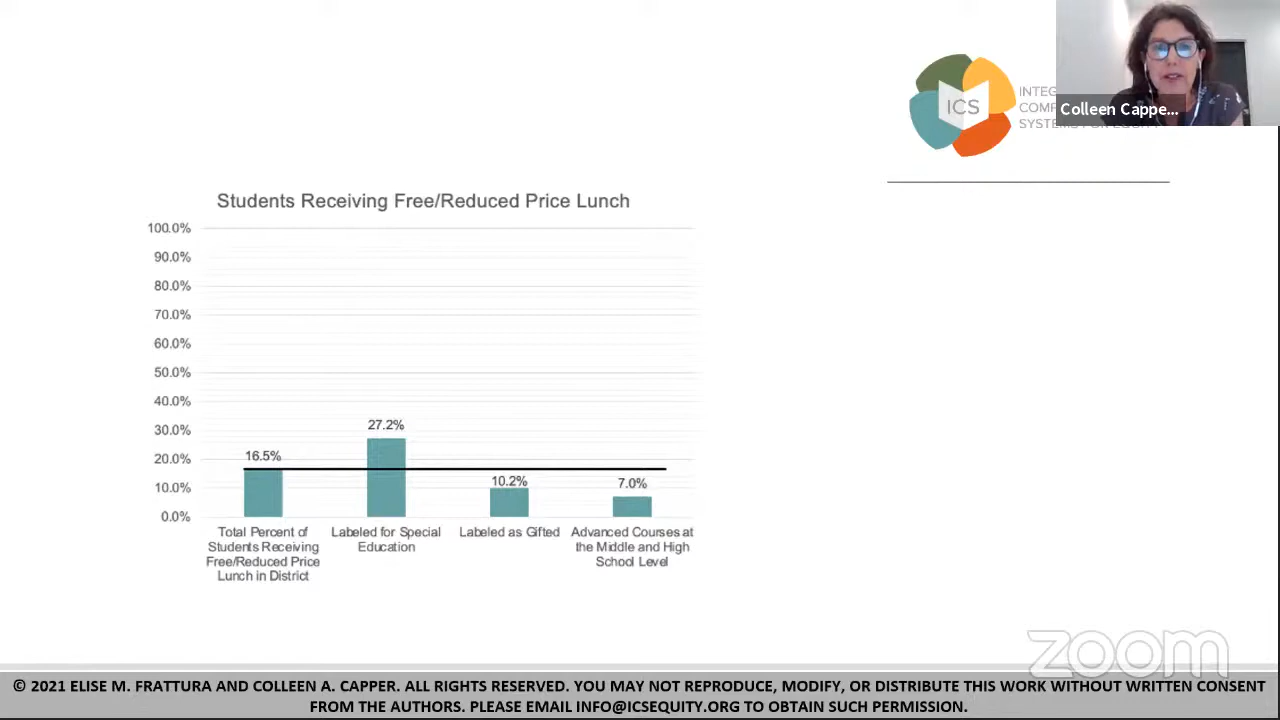 ICS
INTEG
COMP
SYSTEMS FOR EQUITY
Colleen Cappe...
Students Receiving Free/Reduced Price Lunch
100.0%
90.0%
80.0%
70.0%
60.0%
50.0%
40.0%
30.0%
20.0%
10.0%
0.0%
16.5%
27.2%
10.2%
7.0%
Total Percent of
Students Receiving
Free/Reduced Price
Lunch in District
Labeled for Special
Education
Labeled as Gifted
Advanced Courses at
the Middle and High
School Level
zoom
© 2021 ELISE M. FRATTURA AND COLLEEN A. CAPPER. ALL RIGHTS RESERVED. YOU MAY NOT REPRODUCE, MODIFY, OR DISTRIBUTE THIS WORK WITHOUT WRITTEN CONSENT
FROM THE AUTHORS. PLEASE EMAIL INFO@ICSEQUITY.ORG TO OBTAIN SUCH PERMISSION.